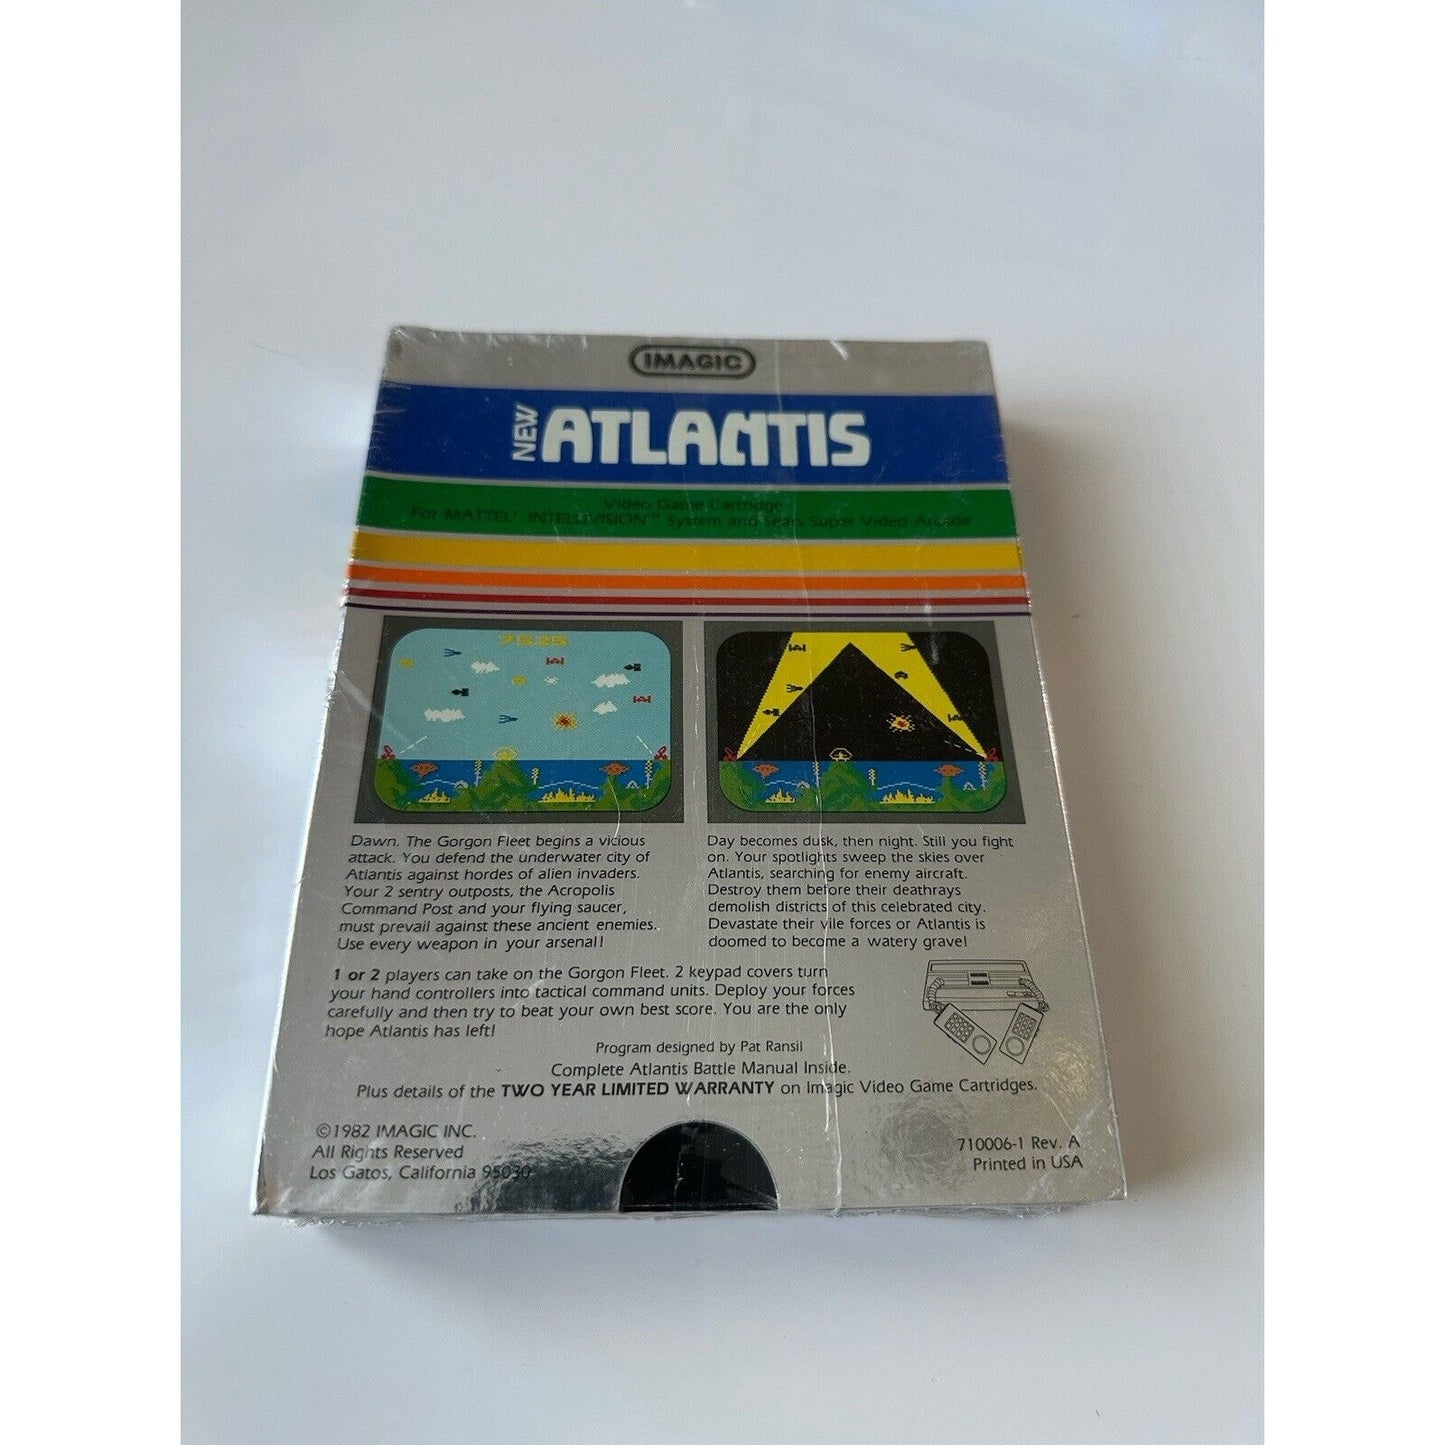 IMAGIC
NEW ATLANTIS
Video Game Cartridge
For MATTEL® INTELLIVISION™ System and Sears Super Video Arcade
7525
Dawn. The Gorgon Fleet begins a vicious
attack. You defend the underwater city of
Atlantis against hordes of alien invaders.
Your 2 sentry outposts, the Acropolis
Command Post and your flying saucer,
must prevail against these ancient enemies.
Use every weapon in your arsenal!
Day becomes dusk, then night. Still you fight
on. Your spotlights sweep the skies over
Atlantis, searching for enemy aircraft.
Destroy them before their deathrays
demolish districts of this celebrated city.
Devastate their vile forces or Atlantis is
doomed to become a watery grave!
1 or 2 players can take on the Gorgon Fleet. 2 keypad covers turn
your hand controllers into tactical command units. Deploy your forces
carefully and then try to beat your own best score. You are the only
hope Atlantis has left!
Program designed by Pat Ransil
Complete Atlantis Battle Manual Inside.
Plus details of the TWO YEAR LIMITED WARRANTY on Imagic Video Game Cartridges.
©1982 IMAGIC INC.
All Rights Reserved
Los Gatos, California 95030
710006-1 Rev. A
Printed in USA